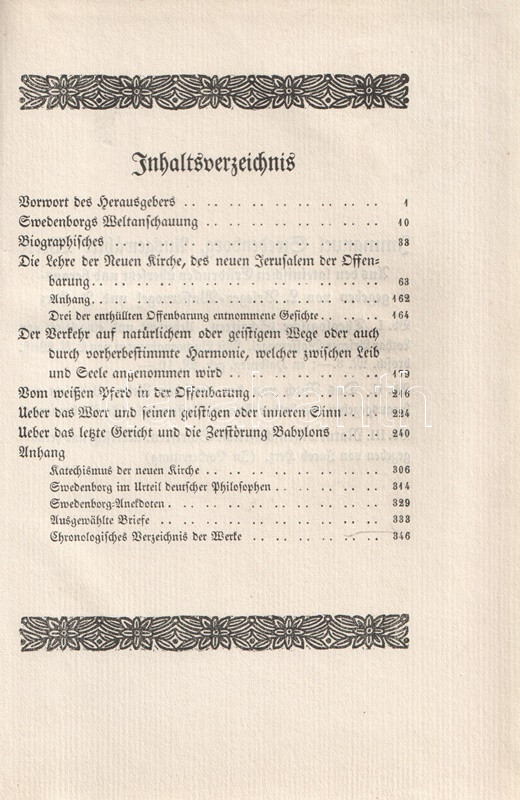 Inhaltsverzeichnis
Vorwort des Herausgebers . . . . . . . . . . . . 1
Swedenborgs Weltanschauung . . . . . . . . . . . 10
Biographisches . . . . . . . . . . . . . . . . . 33
Die Lehre der Neuen Kirche, des neuen Jerusalem der Offen-
barung . . . . . . . . . . . . . . . . . 63
Anhang . . . . . . . . . . . . . . . . . 162
Drei der enthüllten Offenbarung entnommene Gesichte . . 164
Der Verkehr auf natürlichem oder geistigem Wege oder auch
durch vorherbestimmte Harmonie, welcher zwischen Leib
und Seele angenommen wird . . . . . . . . 179
Vom weißen Pferd in der Offenbarung . . . . . . . 216
Ueber das Wort und seinen geistigen oder inneren Sinn . . . 224
Ueber das letzte Gericht und die Zerstörung Babylons . . . 240
Anhang
Katechismus der neuen Kirche . . . . . . . . . . 306
Swedenborg im Urteil deutscher Philosophen . . . . . . 314
Swedenborg-Anekdoten . . . . . . . . . . . . 329
Ausgewählte Briefe . . . . . . . . . . . . . 333
Chronologisches Verzeichnis der Werke . . . . . . . 346